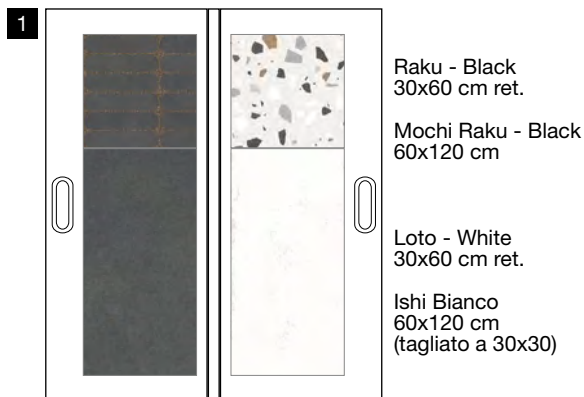 1
Raku - Black
30x60 cm ret.
Mochi Raku - Black
60x120 cm
Loto - White
30x60 cm ret.
Ishi Bianco
60x120 cm
(tagliato a 30x30)